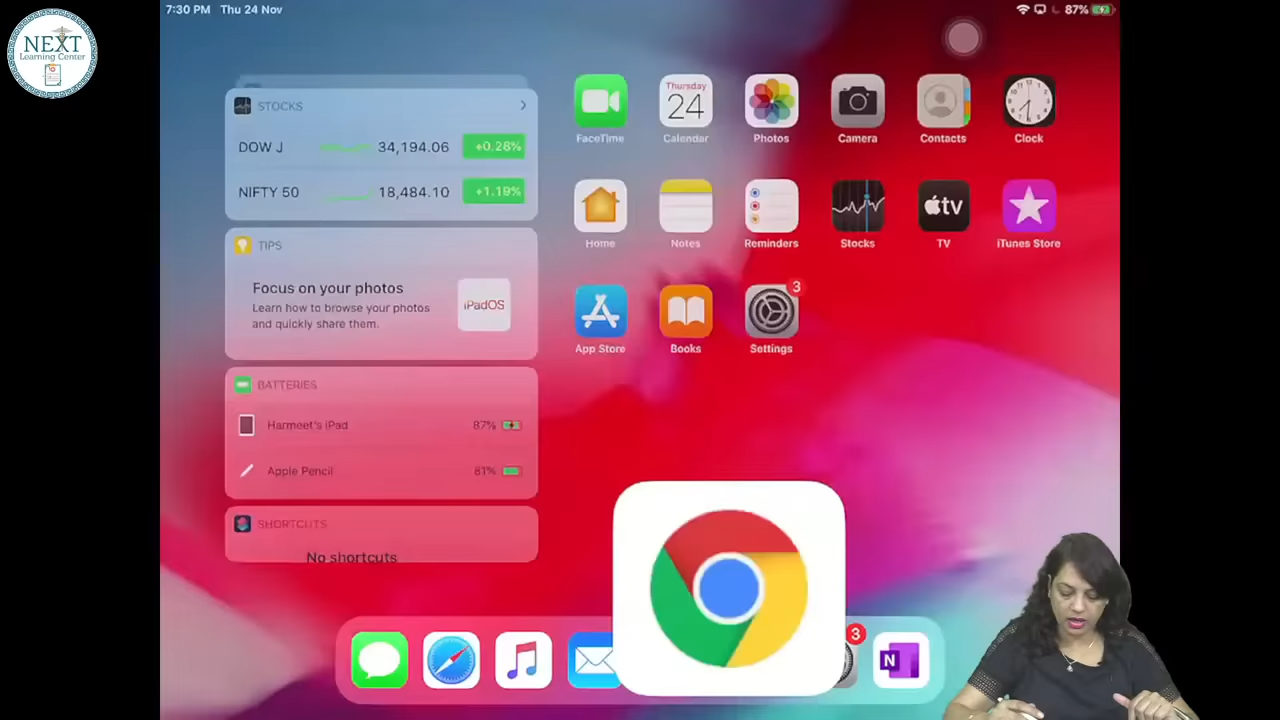 NEXT
Learning Center
7:30 PM Thu 24 Nov
87%
STOCKS
DOW J 34,194.06 +0.28%
NIFTY 50 18,484.10 +1.19%
TIPS
Focus on your photos
Learn how to browse your photos
and quickly share them.
iPadOS
BATTERIES
Harmeet's iPad 87%
Apple Pencil 81%
SHORTCUTS
No shortcuts
Thursday
24
FaceTime Calendar Photos Camera Contacts Clock
tv
Home Notes Reminders Stocks TV iTunes Store
3
App Store Books Settings
3
N